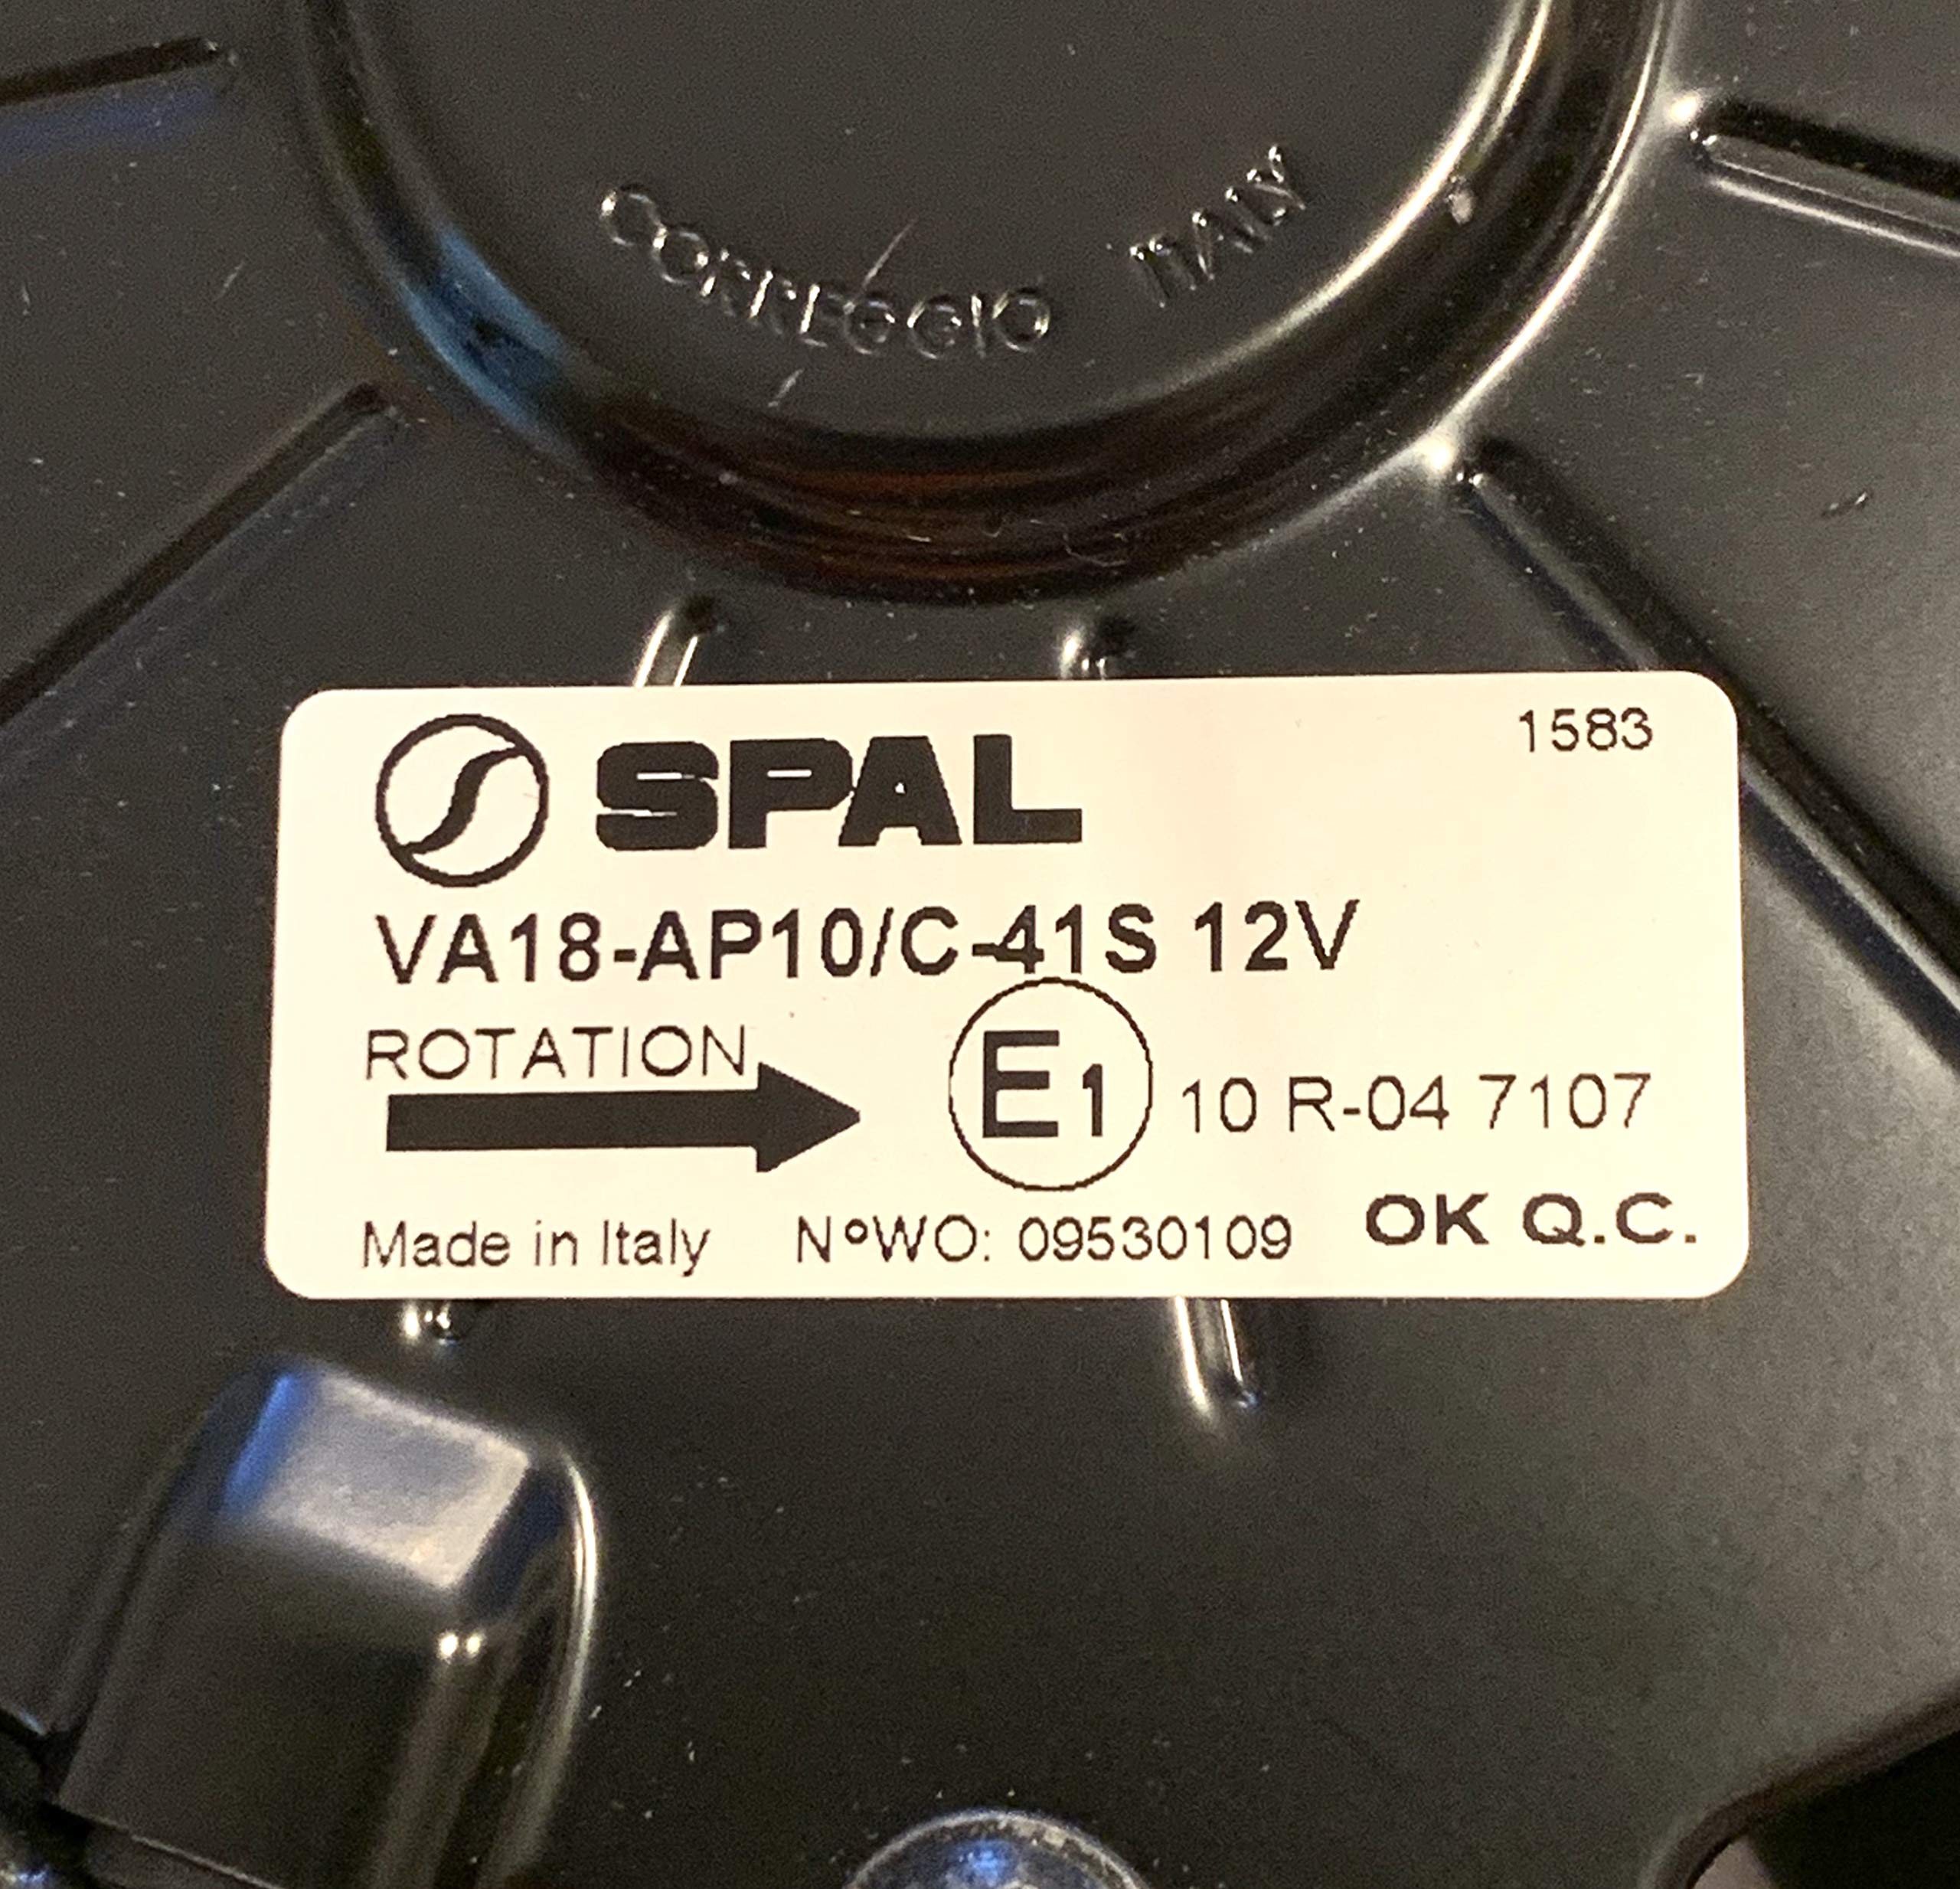 CORREGGIO ITALY
SPAL
1583
VA18-AP10/C-41S 12V
ROTATION
E1 10 R-04 7107
Made in Italy N°WO: 09530109 OK Q.C.